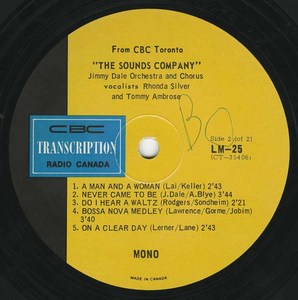 From CBC Toronto
"THE SOUNDS COMPANY"
Jimmy Dale Orchestra and Chorus
vocalists Rhonda Silver
and Tommy Ambrose
Side 2 (of 2)
LM-25
(CT-35406)
CBC
TRANSCRIPTION
RADIO CANADA
1. A MAN AND A WOMAN (Lai/Keller) 2'43
2. NEVER CAME TO BE (J.Dale/A.Blye) 3'44
3. DO I HEAR A WALTZ (Rodgers/Sondheim) 2'21
4. BOSSA NOVA MEDLEY (Lawrence/Gorme/Jobim)
3'40
5. ON A CLEAR DAY (Lerner/Lane) 2'43
MONO
MADE IN CANADA